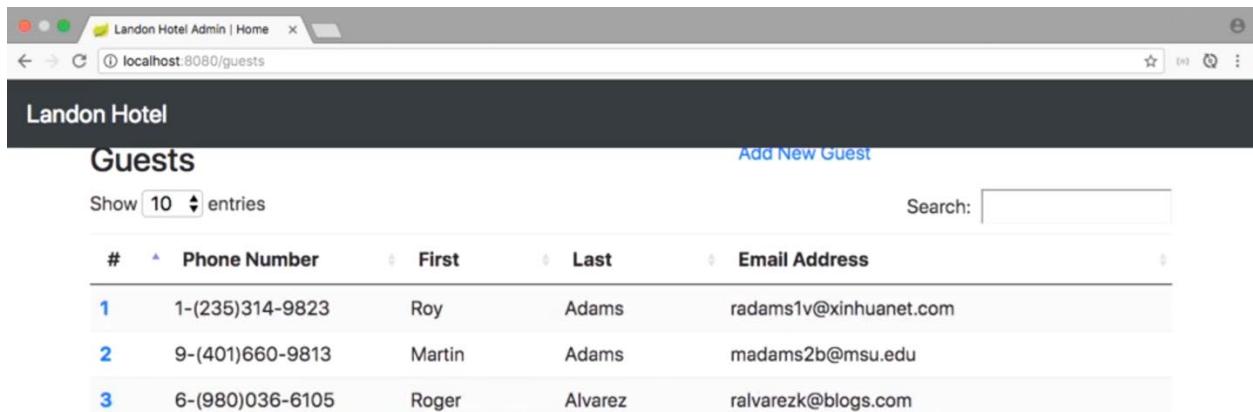 Landon Hotel Admin | Home
localhost:8080/guests
Landon Hotel
Guests
Add New Guest
Show 10 entries
Search:
# Phone Number First Last Email Address
1 1-(235)314-9823 Roy Adams radams1v@xinhuanet.com
2 9-(401)660-9813 Martin Adams madams2b@msu.edu
3 6-(980)036-6105 Roger Alvarez ralvarezk@blogs.com